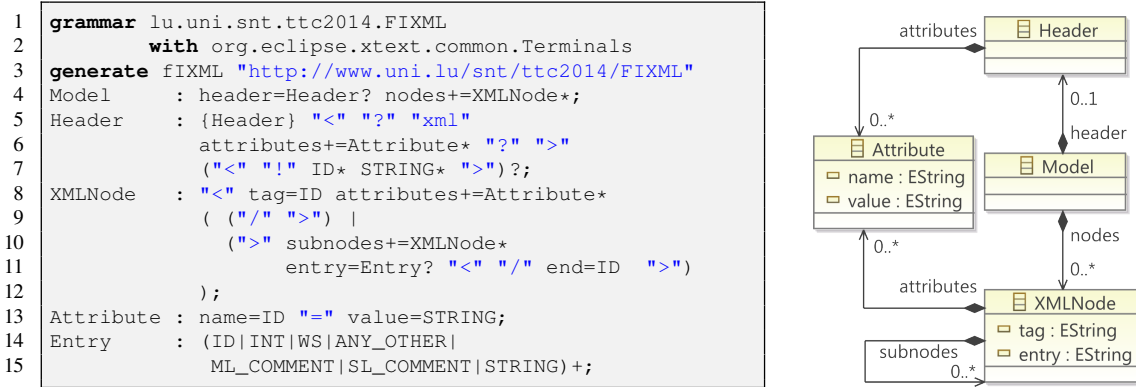 1 grammar lu.uni.snt.ttc2014.FIXML
2 with org.eclipse.xtext.common.Terminals
3 generate fIXML "http://www.uni.lu/snt/ttc2014/FIXML"
4 Model : header=Header? nodes+=XMLNode*;
5 Header : {Header} "<" "?" "xml"
6 attributes+=Attribute* "?" ">"
7 ("<" "!" ID* STRING* ">")?;
8 XMLNode : "<" tag=ID attributes+=Attribute*
9 ( ("/" ">") |
10 (">" subnodes+=XMLNode*
11 entry=Entry? "<" "/" end=ID ">")
12 );
13 Attribute : name=ID "=" value=STRING;
14 Entry : (ID|INT|WS|ANY_OTHER|
15 ML_COMMENT|SL_COMMENT|STRING)+;
attributes
Header
0..1
header
0..*
Attribute
name : EString
value : EString
Model
nodes
0..*
0..*
attributes
XMLNode
tag : EString
entry : EString
subnodes
0..*